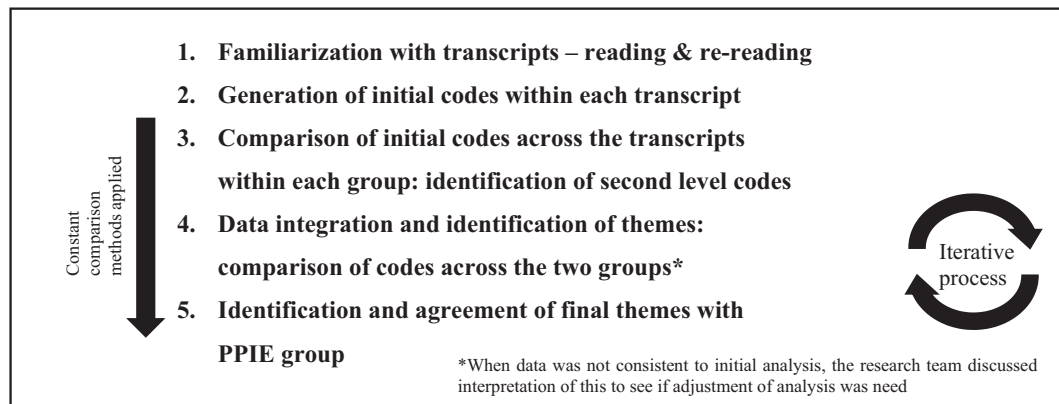 1. Familiarization with transcripts – reading & re-reading
2. Generation of initial codes within each transcript
3. Comparison of initial codes across the transcripts
within each group: identification of second level codes
4. Data integration and identification of themes:
comparison of codes across the two groups*
5. Identification and agreement of final themes with
PPIE group
Constant
comparison
methods applied
Iterative
process
*When data was not consistent to initial analysis, the research team discussed
interpretation of this to see if adjustment of analysis was need